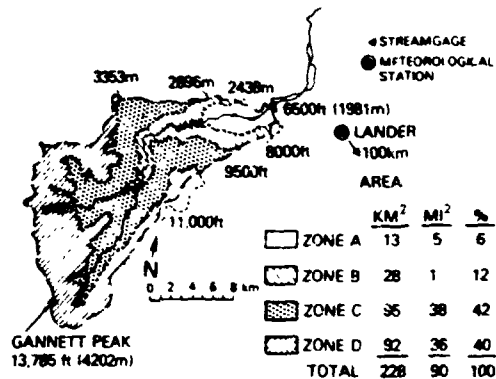 STREAMGAGE
METEOROLOGICAL
STATION
3353m
2896m
2438m
6500ft (1981m)
LANDER
8000ft
100km
9500ft
AREA
11,000ft
KM² MI² %
ZONE A 13 5 6
N
ZONE B 28 1 12
0 2 4 6 8 km
ZONE C 95 38 42
GANNETT PEAK
ZONE D 92 36 40
13,785 ft (4202m)
TOTAL 228 90 100